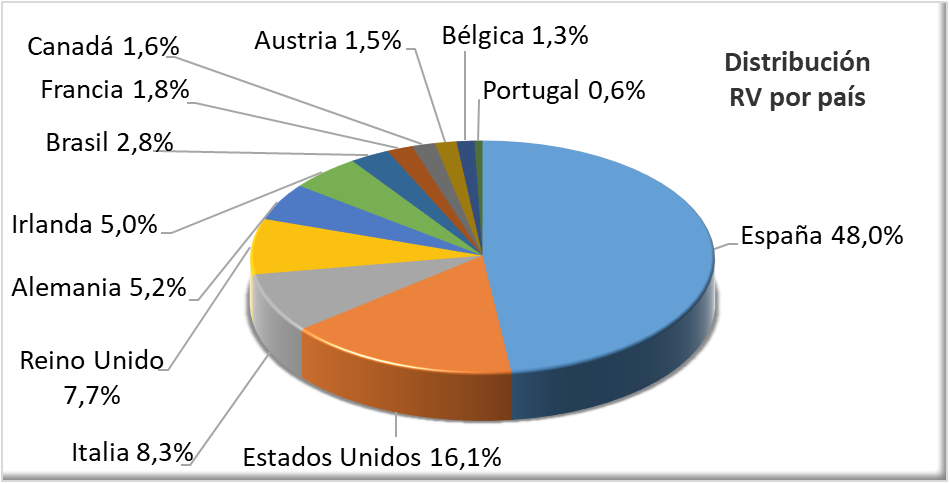 Distribución
RV por país
España 48,0%
Estados Unidos 16,1%
Italia 8,3%
Reino Unido
7,7%
Alemania 5,2%
Irlanda 5,0%
Brasil 2,8%
Francia 1,8%
Canadá 1,6%
Austria 1,5%
Bélgica 1,3%
Portugal 0,6%